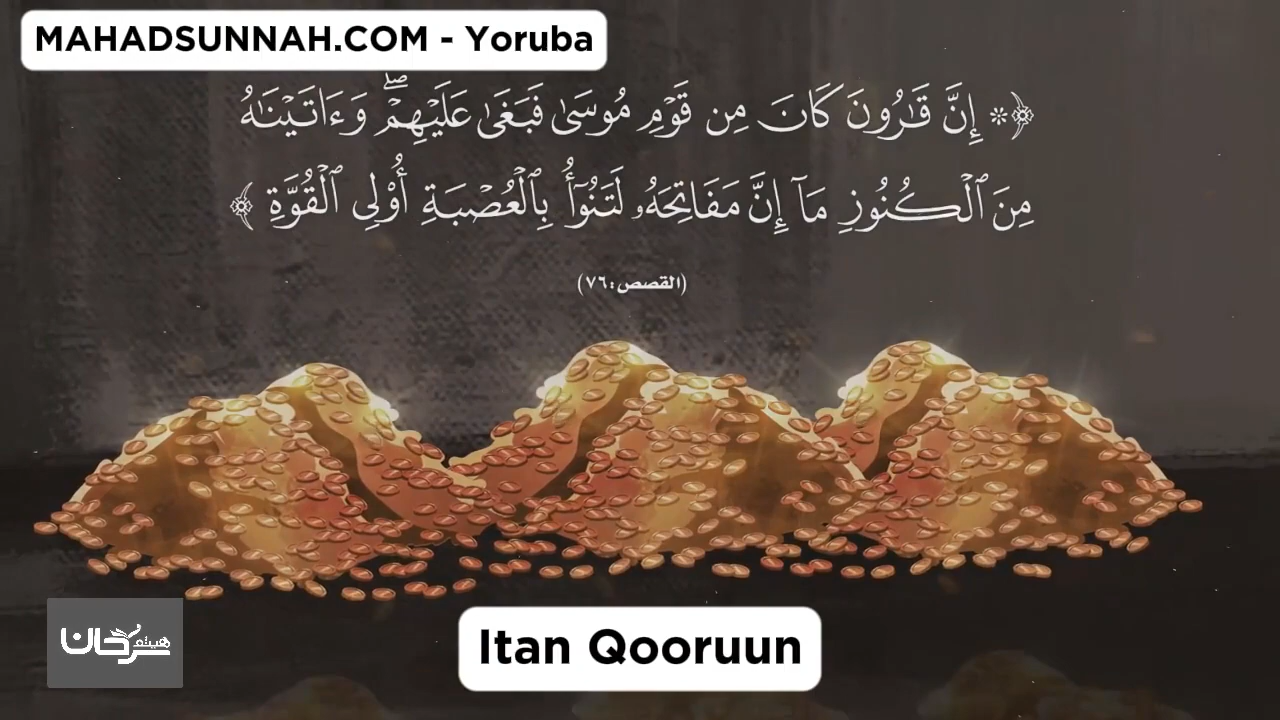 MAHADSUNNAH.COM - Yoruba
﴿۞ إِنَّ قَٰرُونَ كَانَ مِن قَوۡمِ مُوسَىٰ فَبَغَىٰ عَلَيۡهِمۡۖ وَءَاتَيۡنَٰهُ
مِنَ ٱلۡكُنُوزِ مَآ إِنَّ مَفَاتِحَهُۥ لَتَنُوٓأُ بِٱلۡعُصۡبَةِ أُوْلِي ٱلۡقُوَّةِ ﴾
(القصص:٧٦)
Itan Qooruun